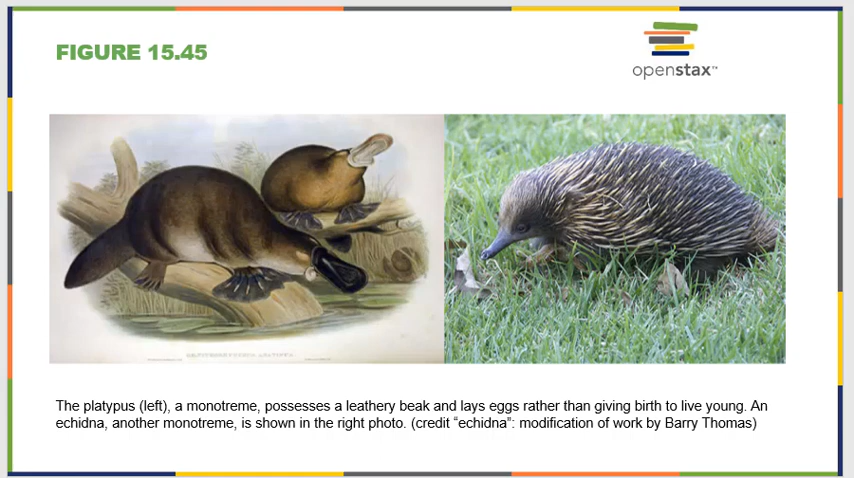 FIGURE 15.45
openstax™
The platypus (left), a monotreme, possesses a leathery beak and lays eggs rather than giving birth to live young. An
echidna, another monotreme, is shown in the right photo. (credit “echidna”: modification of work by Barry Thomas)